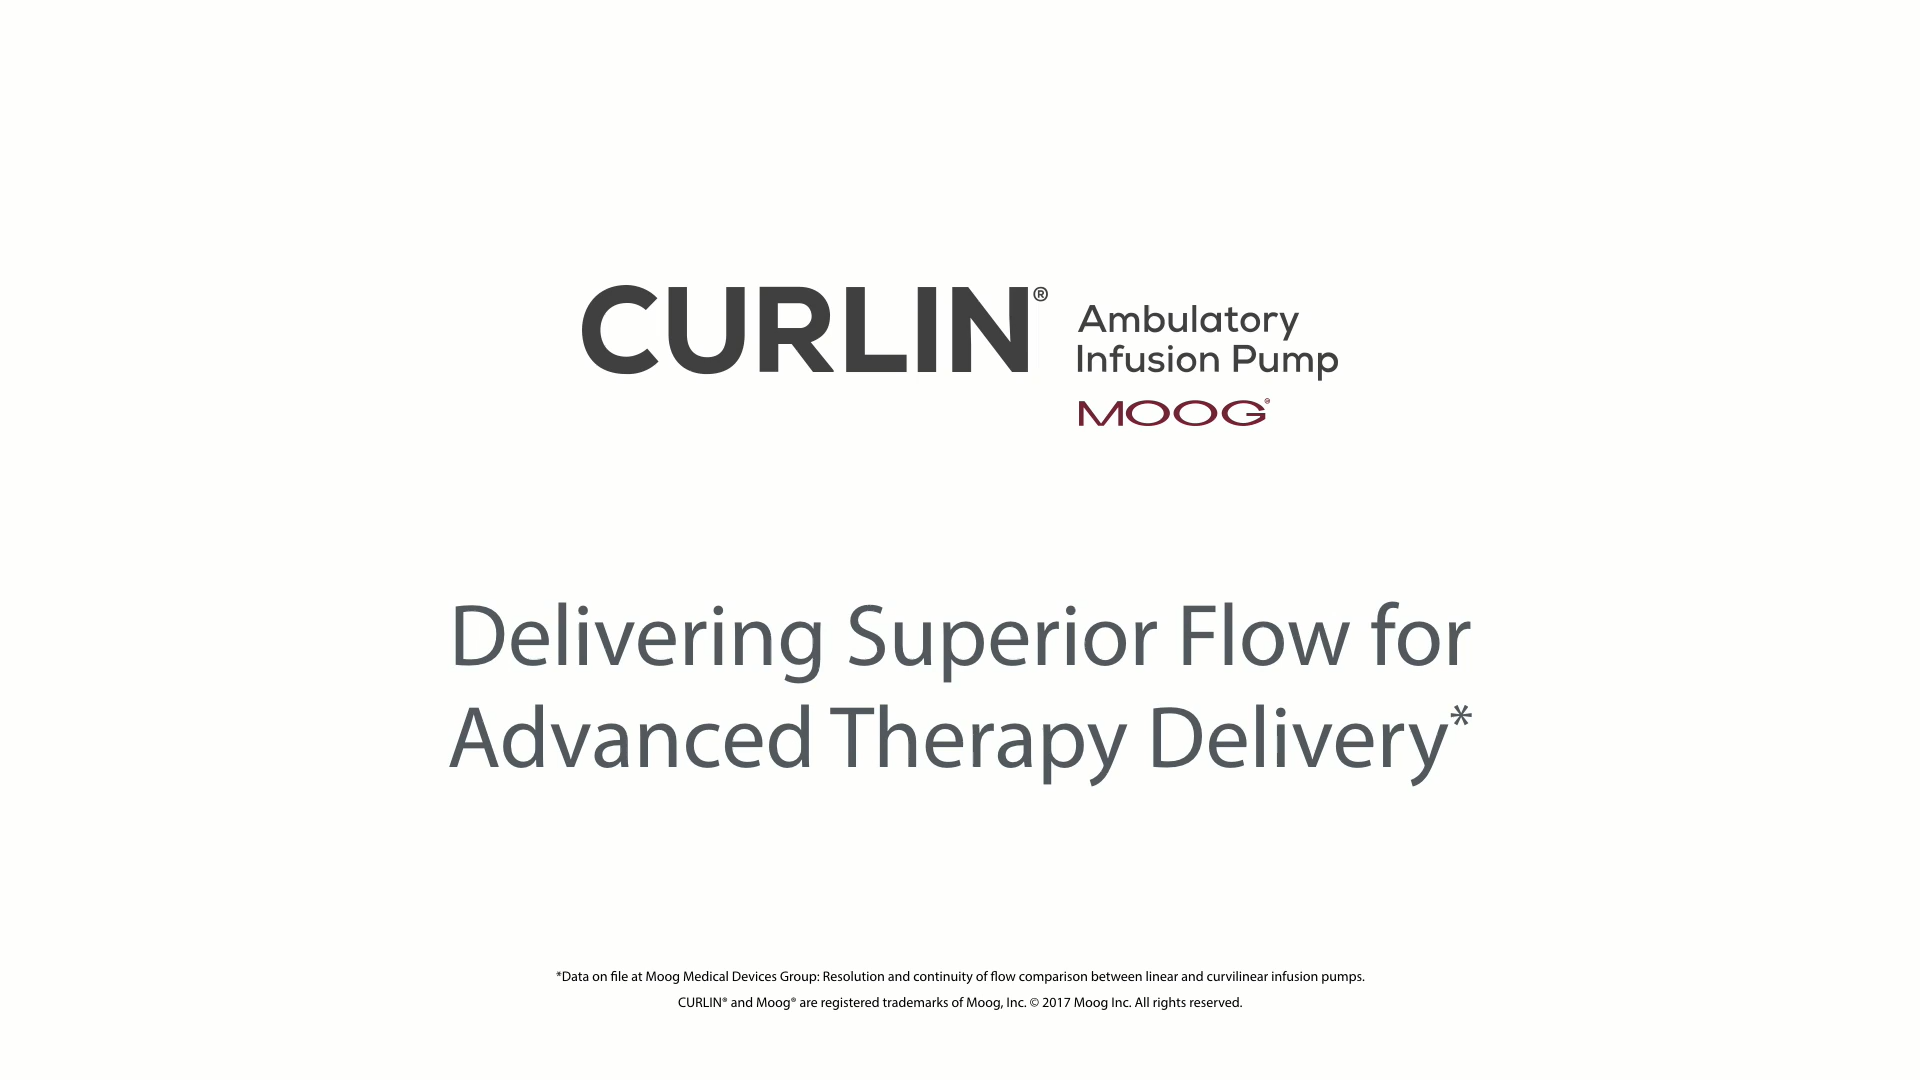 CURLIN®
Ambulatory
Infusion Pump
MOOG®
Delivering Superior Flow for
Advanced Therapy Delivery*
*Data on file at Moog Medical Devices Group: Resolution and continuity of flow comparison between linear and curvilinear infusion pumps.
CURLIN® and Moog® are registered trademarks of Moog, Inc. © 2017 Moog Inc. All rights reserved.